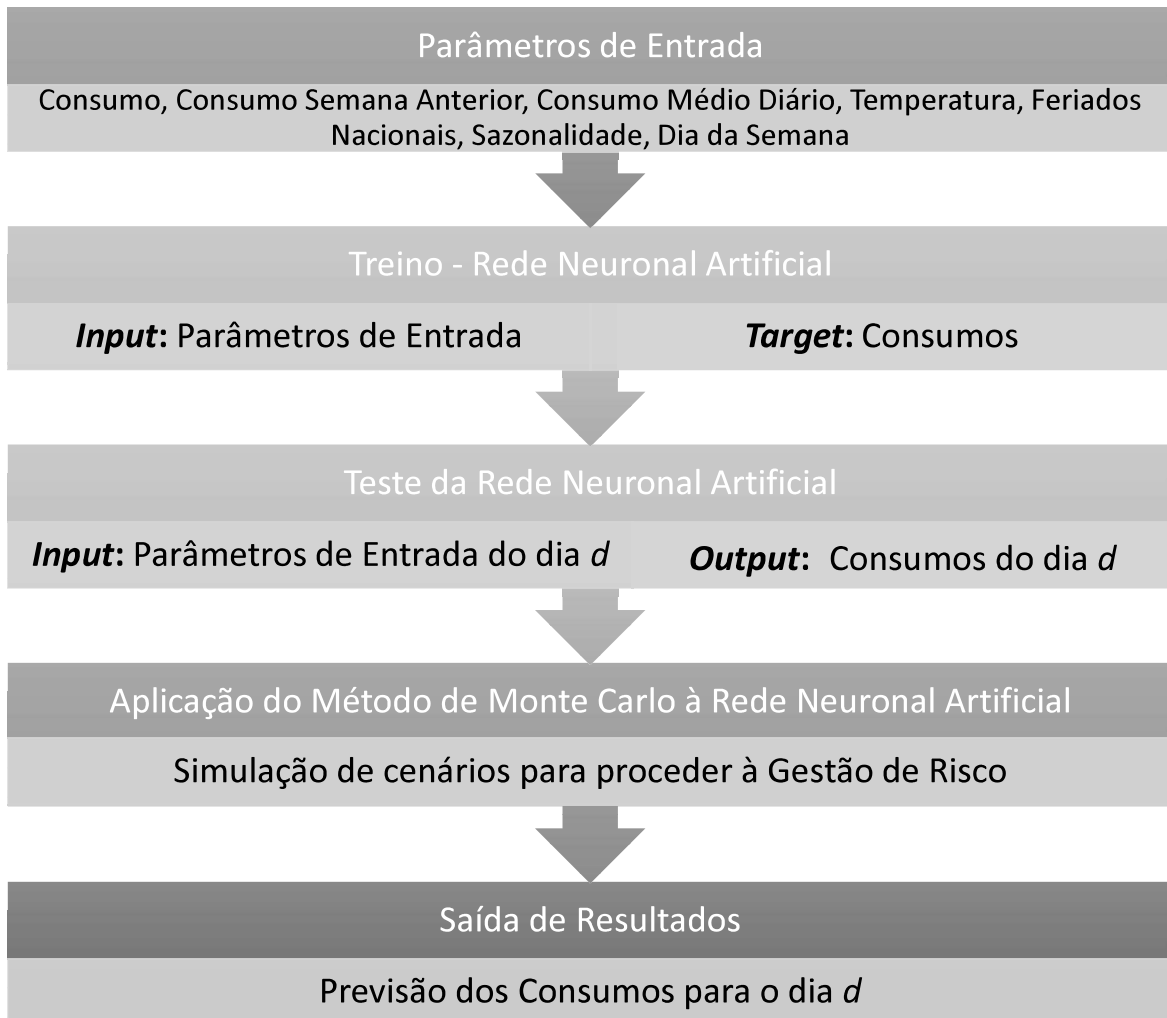 Parâmetros de Entrada
Consumo, Consumo Semana Anterior, Consumo Médio Diário, Temperatura, Feriados
Nacionais, Sazonalidade, Dia da Semana
Treino - Rede Neuronal Artificial
Input: Parâmetros de Entrada
Target: Consumos
Teste da Rede Neuronal Artificial
Input: Parâmetros de Entrada do dia d
Output: Consumos do dia d
Aplicação do Método de Monte Carlo à Rede Neuronal Artificial
Simulação de cenários para proceder à Gestão de Risco
Saída de Resultados
Previsão dos Consumos para o dia d